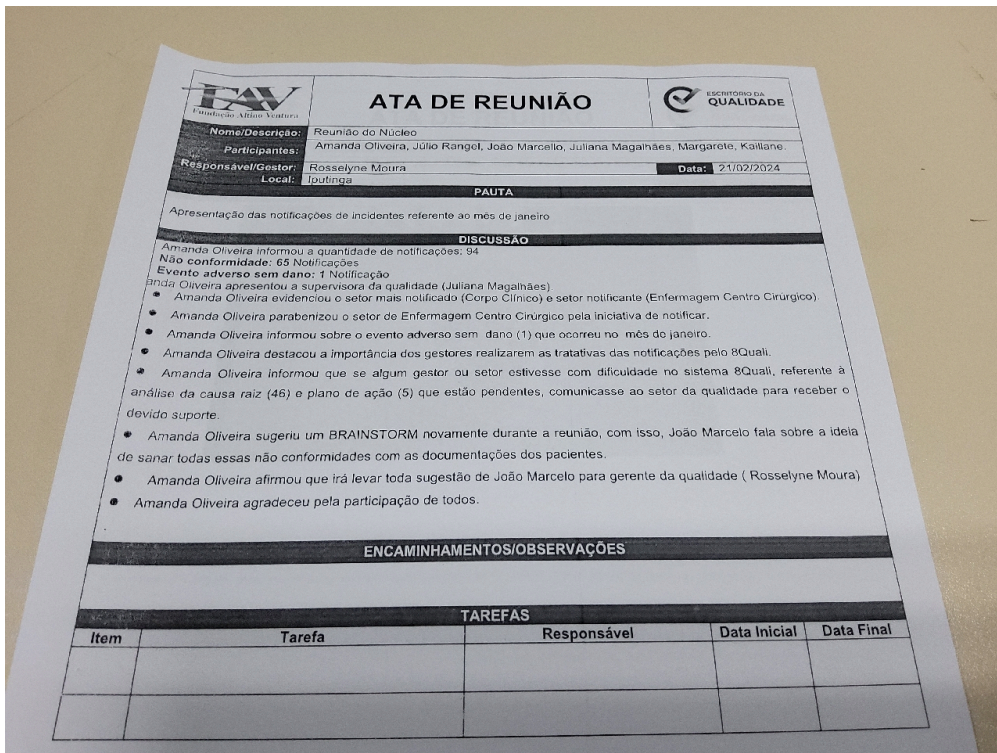 FAV
Fundação Altino Ventura
ATA DE REUNIÃO
ESCRITÓRIO DA
QUALIDADE
Nome/Descrição: Reunião do Núcleo
Participantes: Amanda Oliveira, Júlio Rangel, João Marcello, Juliana Magalhães, Margarete, Kaillane.
Responsável/Gestor: Rosselyne Moura Data: 21/02/2024
Local: Iputinga
PAUTA
Apresentação das notificações de incidentes referente ao mês de janeiro
DISCUSSÃO
Amanda Oliveira informou a quantidade de notificações: 94
Não conformidade: 65 Notificações
Evento adverso sem dano: 1 Notificação
anda Oliveira apresentou a supervisora da qualidade (Juliana Magalhães)
• Amanda Oliveira evidenciou o setor mais notificado (Corpo Clínico) e setor notificante (Enfermagem Centro Cirúrgico).
• Amanda Oliveira parabenizou o setor de Enfermagem Centro Cirúrgico pela iniciativa de notificar.
• Amanda Oliveira informou sobre o evento adverso sem dano (1) que ocorreu no mês do janeiro.
• Amanda Oliveira destacou a importância dos gestores realizarem as tratativas das notificações pelo 8Quali.
• Amanda Oliveira informou que se algum gestor ou setor estivesse com dificuldade no sistema 8Quali, referente à
análise da causa raiz (46) e plano de ação (5) que estão pendentes, comunicasse ao setor da qualidade para receber o
devido suporte.
• Amanda Oliveira sugeriu um BRAINSTORM novamente durante a reunião, com isso, João Marcelo fala sobre a ideia
de sanar todas essas não conformidades com as documentações dos pacientes.
• Amanda Oliveira afirmou que irá levar toda sugestão de João Marcelo para gerente da qualidade ( Rosselyne Moura)
• Amanda Oliveira agradeceu pela participação de todos.
ENCAMINHAMENTOS/OBSERVAÇÕES
TAREFAS
Item Tarefa Responsável Data Inicial Data Final